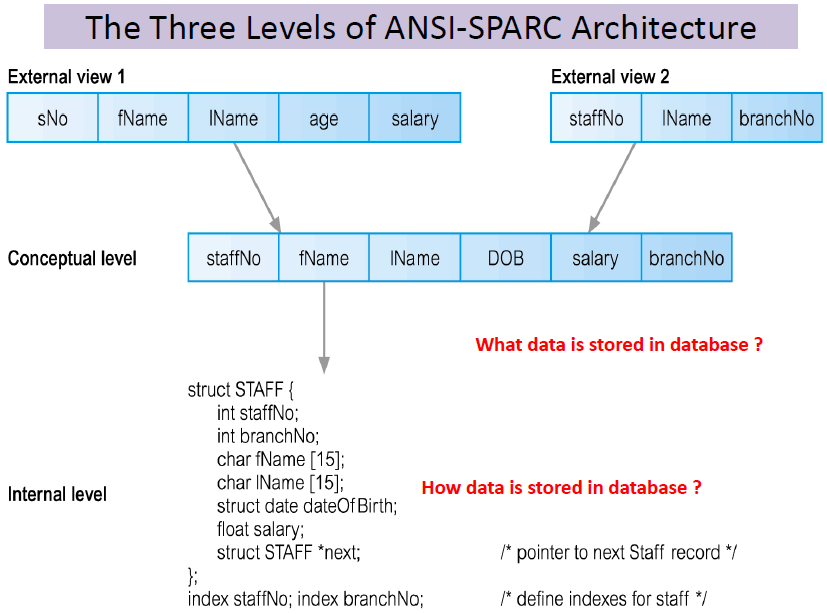 The Three Levels of ANSI-SPARC Architecture
External view 1
External view 2
sNo fName lName age salary
staffNo lName branchNo
Conceptual level
staffNo fName lName DOB salary branchNo
What data is stored in database ?
struct STAFF {
int staffNo;
int branchNo;
char fName [15];
char lName [15];
struct date dateOfBirth;
float salary;
struct STAFF *next; /* pointer to next Staff record */
};
index staffNo; index branchNo; /* define indexes for staff */
Internal level
How data is stored in database ?